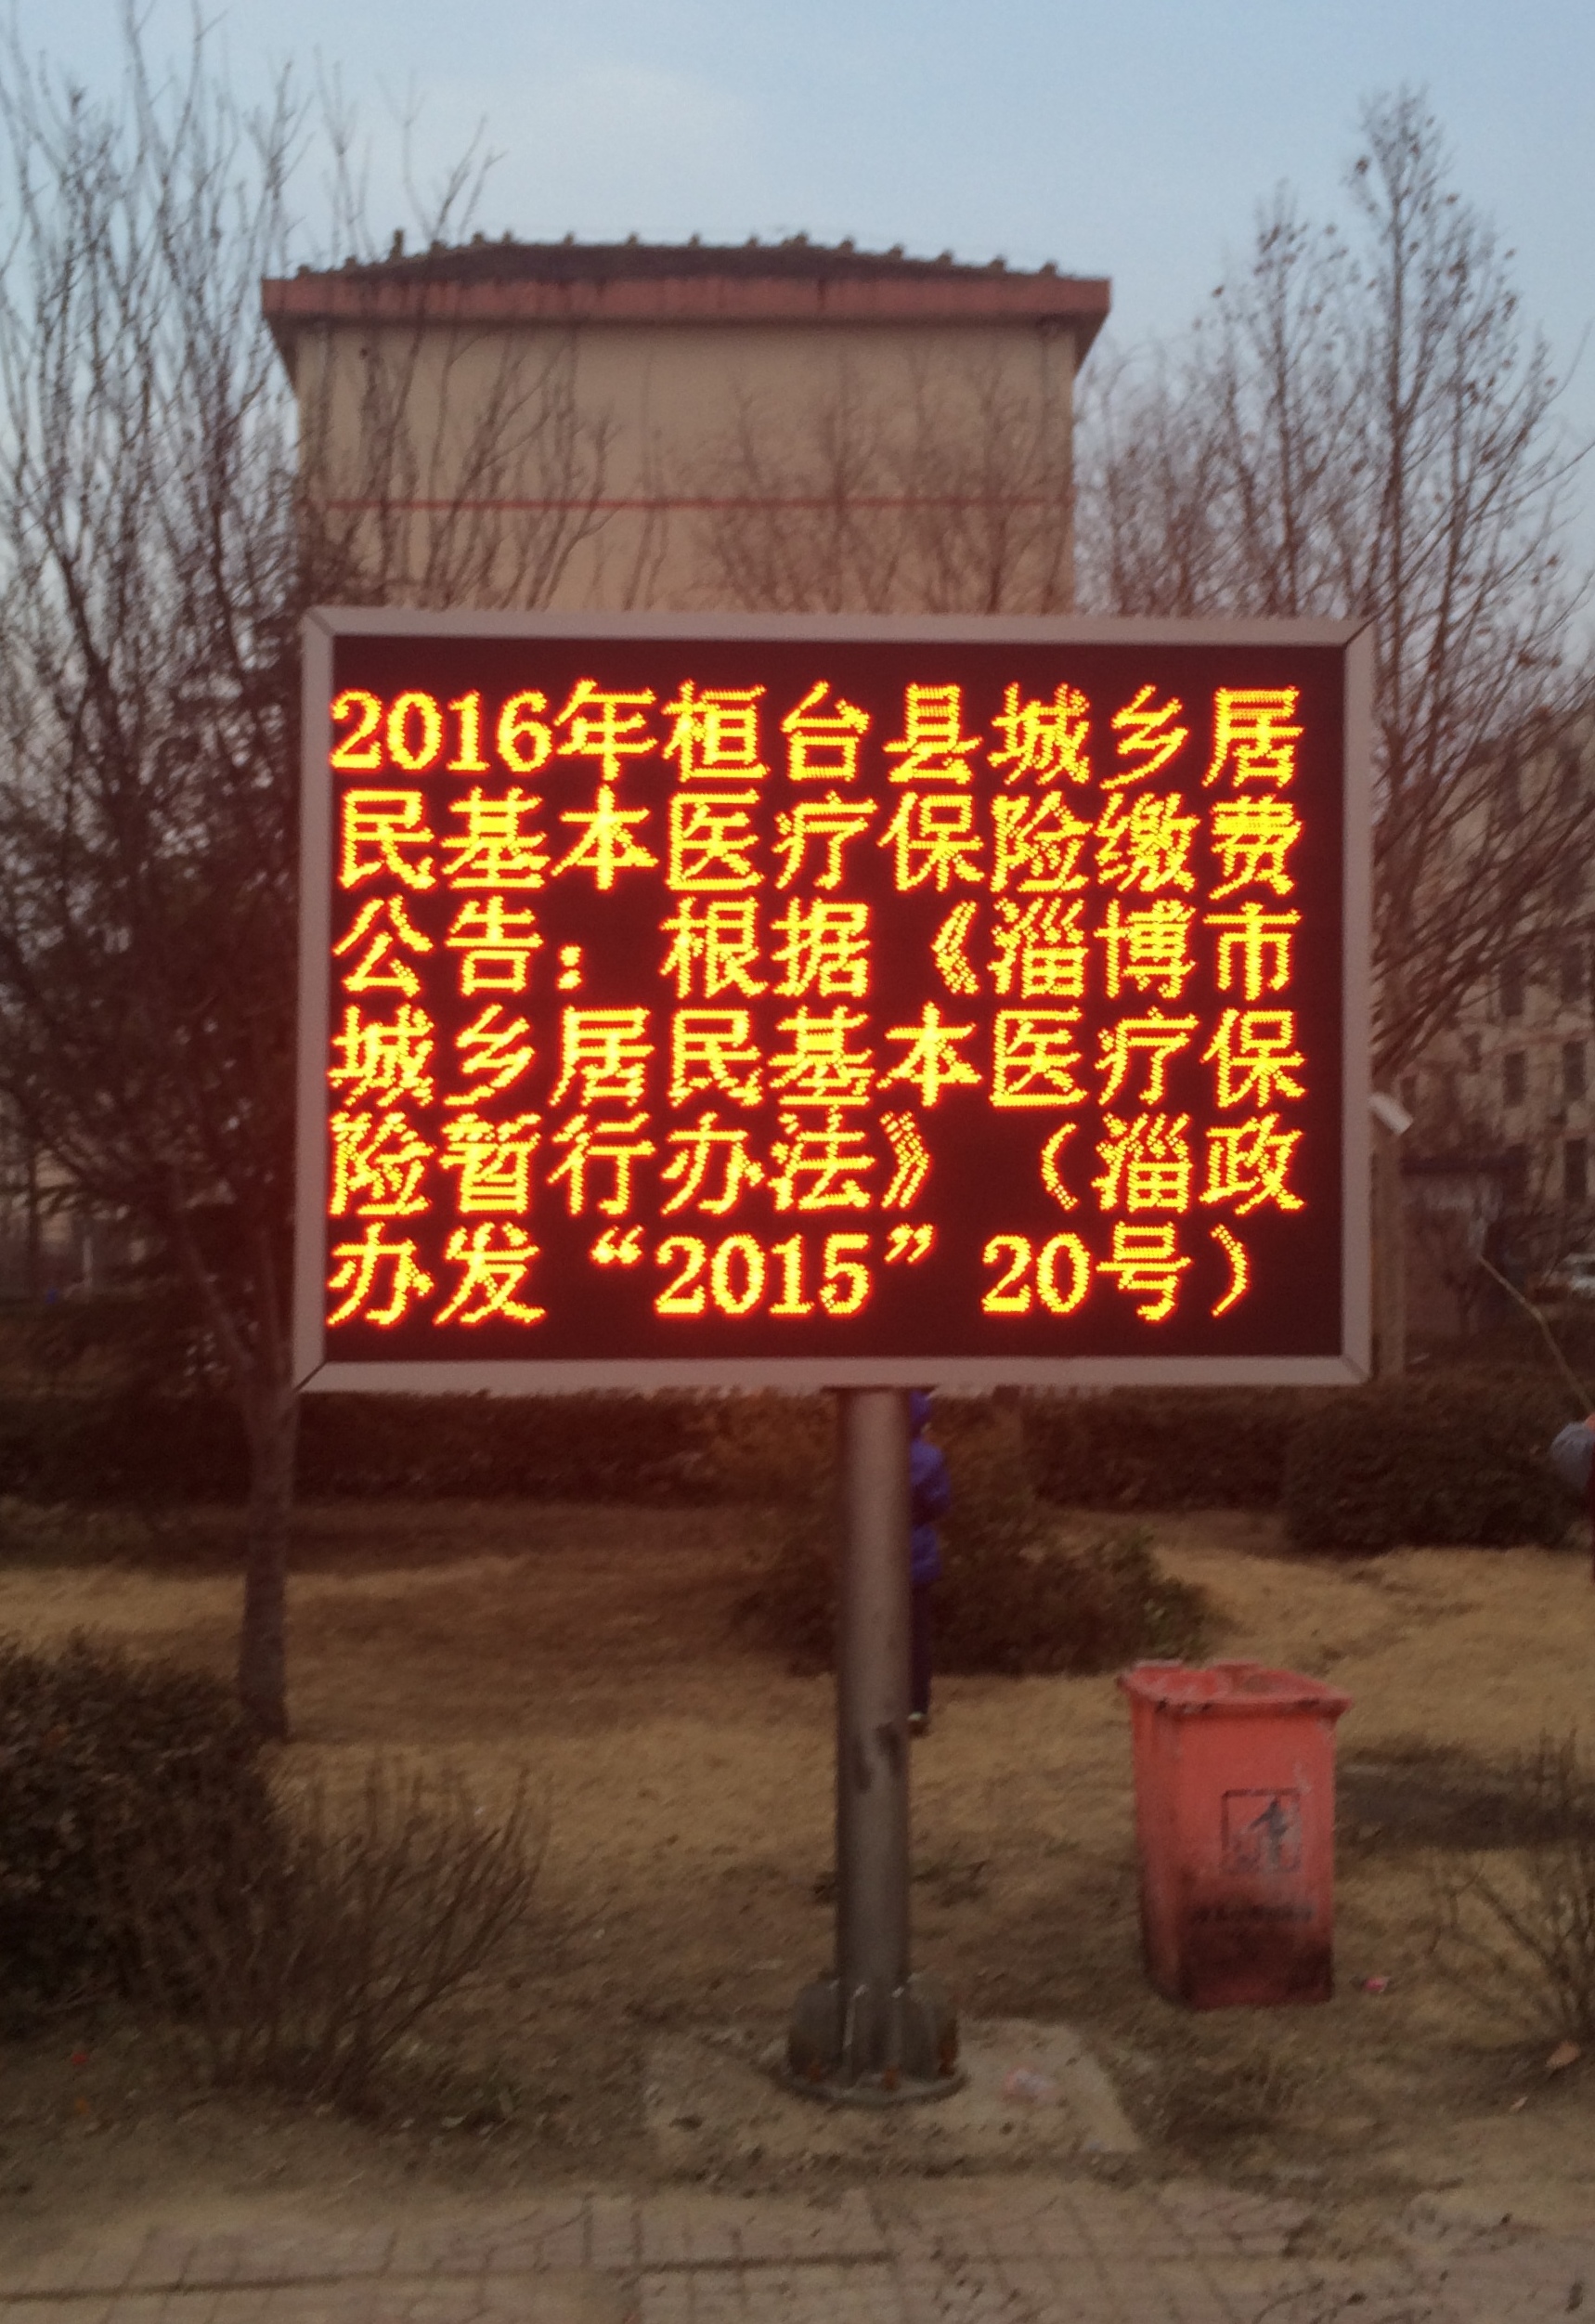 2016年桓台县城乡居
民基本医疗保险缴费
公告： 根据《淄博市
城乡居民基本医疗保
险暂行办法》（淄政
办发“2015”20号）